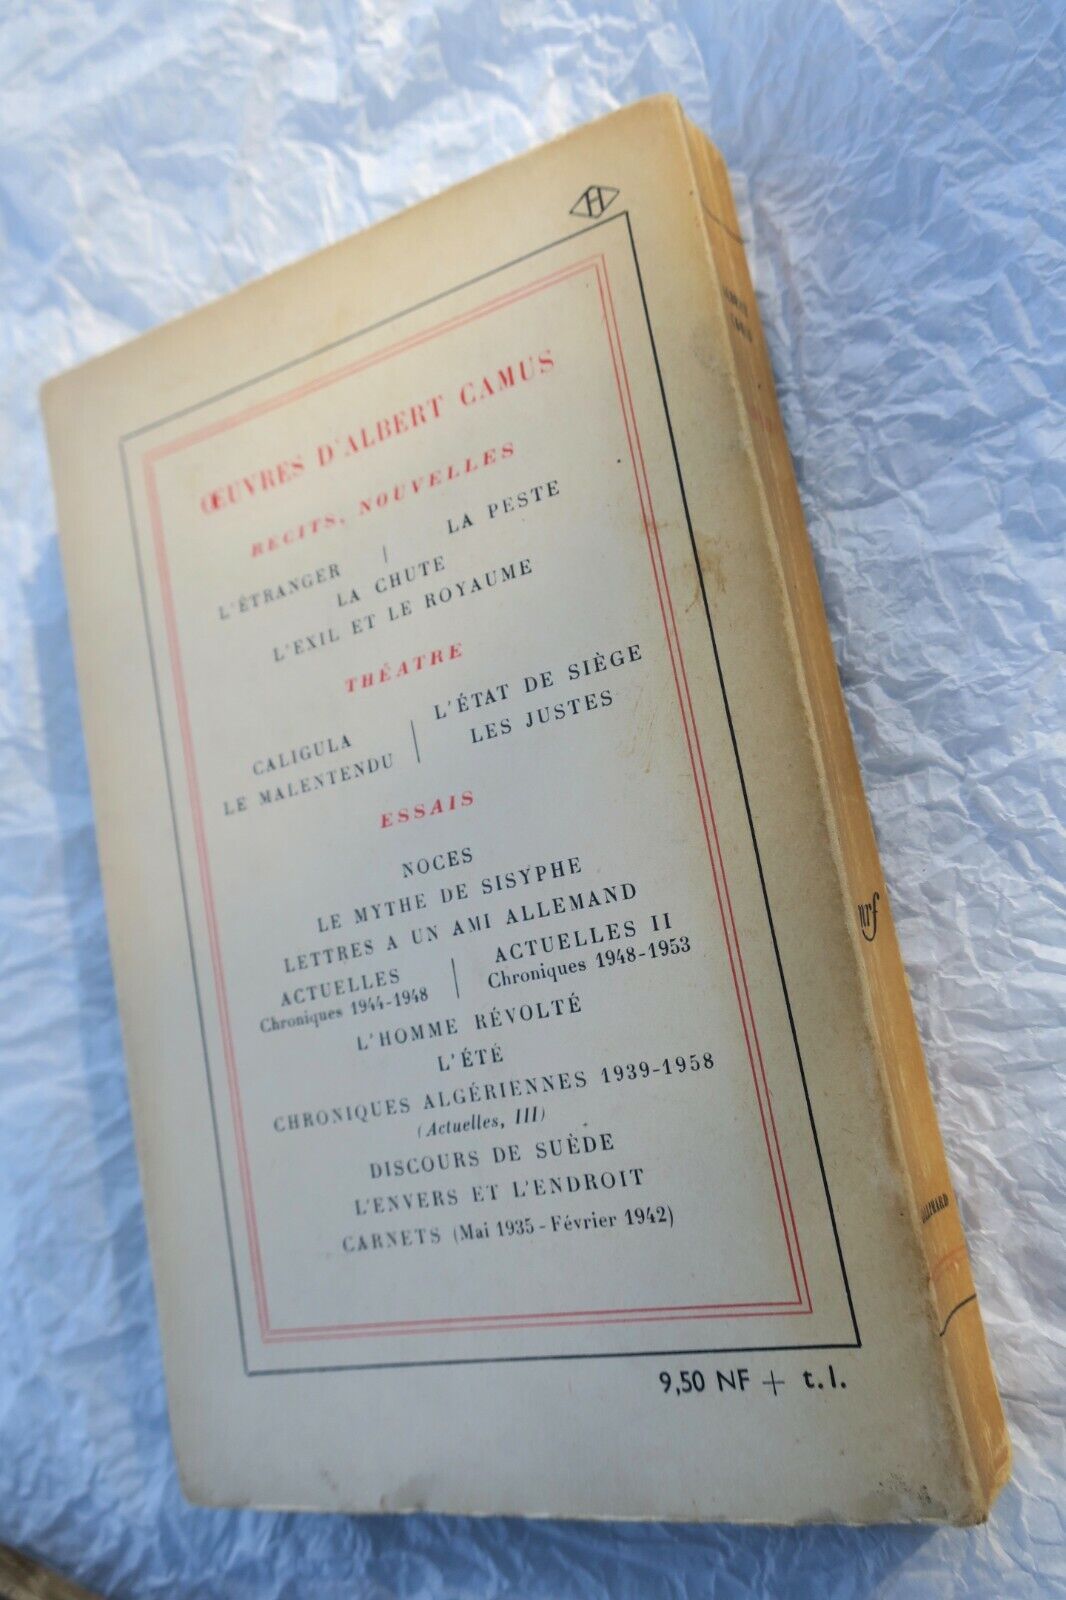 H
ŒUVRES D'ALBERT CAMUS
RÉCITS, NOUVELLES
L'ÉTRANGER | LA PESTE
LA CHUTE
L'EXIL ET LE ROYAUME
THÉATRE
CALIGULA | L'ÉTAT DE SIÈGE
LE MALENTENDU | LES JUSTES
ESSAIS
NOCES
LE MYTHE DE SISYPHE
LETTRES A UN AMI ALLEMAND
ACTUELLES | ACTUELLES II
Chroniques 1944-1948 | Chroniques 1948-1953
L'HOMME RÉVOLTÉ
L'ÉTÉ
CHRONIQUES ALGÉRIENNES 1939-1958
(Actuelles, III)
DISCOURS DE SUÈDE
L'ENVERS ET L'ENDROIT
CARNETS (Mai 1935 - Février 1942)
9,50 NF + t.l.
ALBERT
CAMUS
nrf
GALLIMARD